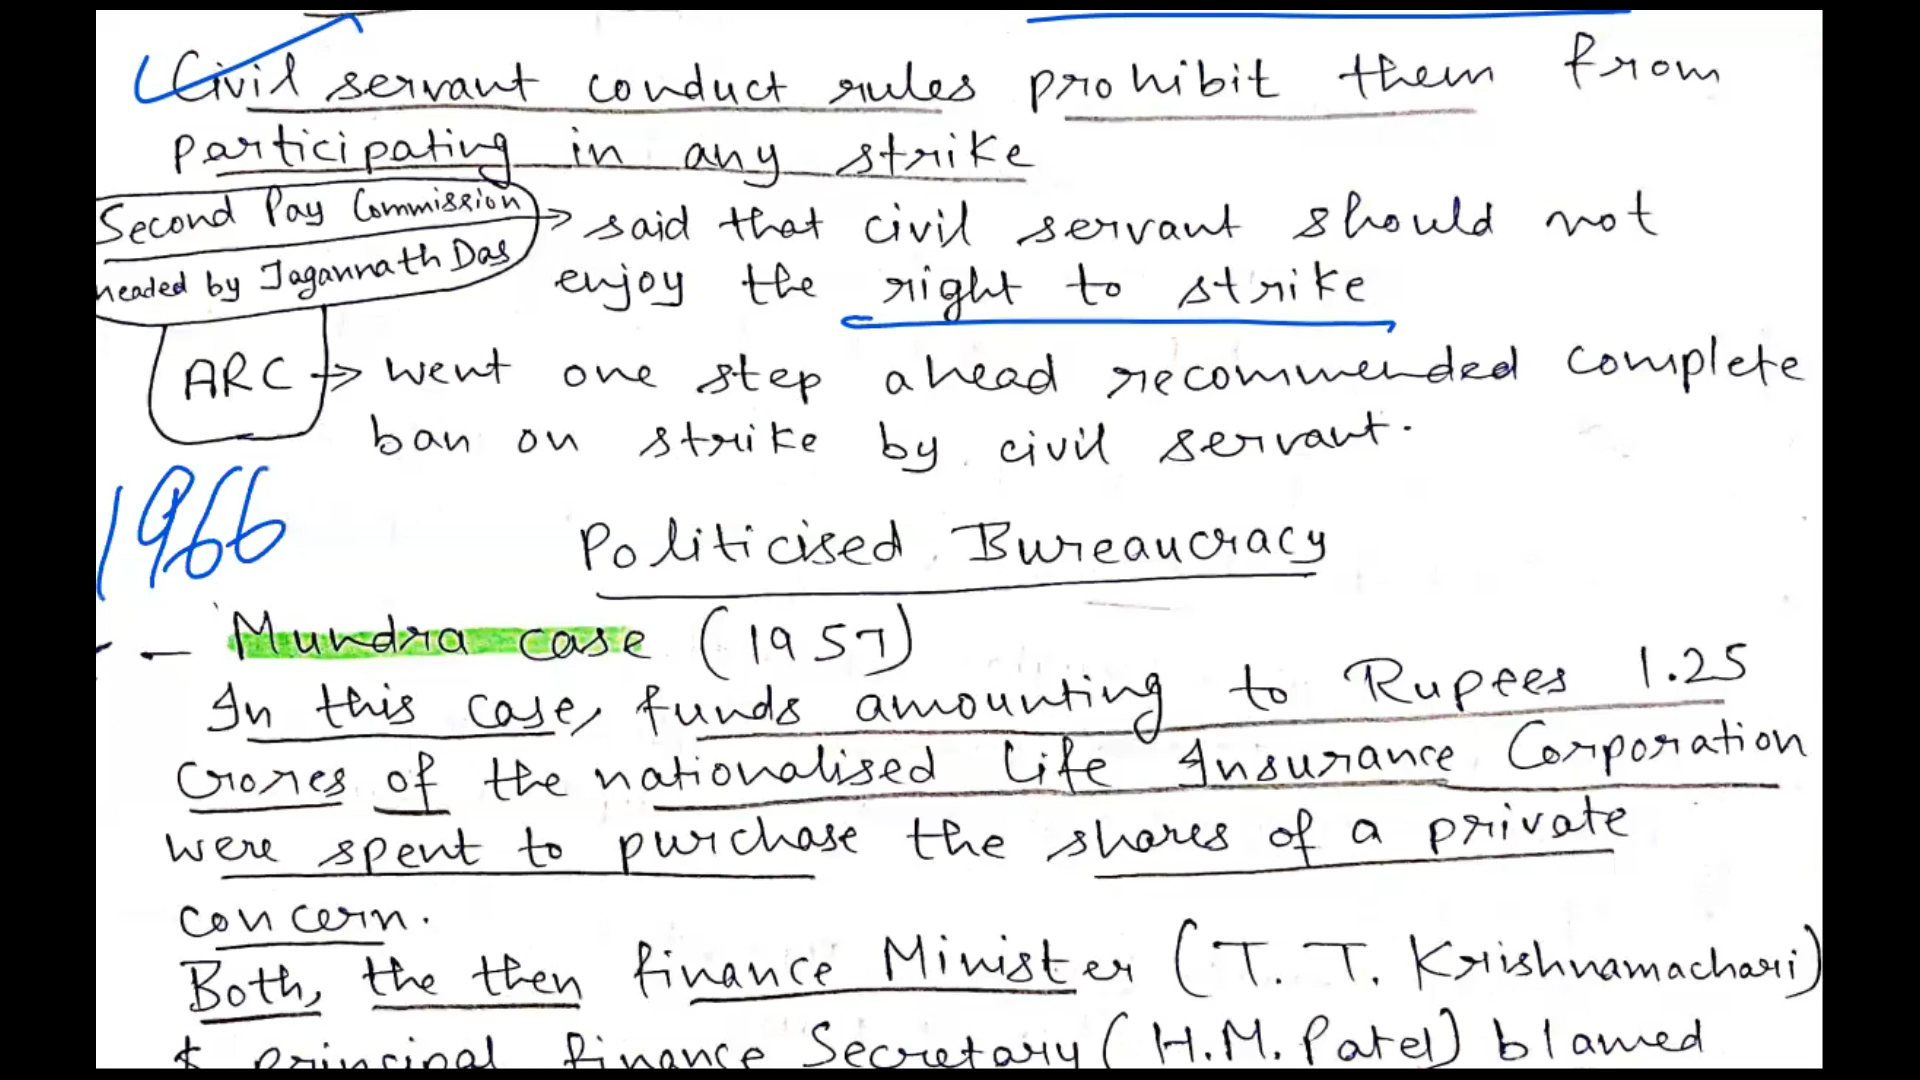 Civil servant conduct rules prohibit them from
participating in any strike
Second Pay Commission
headed by Jagannath Das
→ said that civil servant should not
enjoy the right to strike
ARC → went one step ahead recommended complete
ban on strike by civil servant.
1966
Politicised Bureaucracy
- Mundra case (1957)
In this case, funds amounting to Rupees 1.25
crores of the nationalised Life Insurance Corporation
were spent to purchase the shares of a private
concern.
Both, the then finance Minister (T. T. Krishnamachari)
& principal finance Secretary (H.M. Patel) blamed